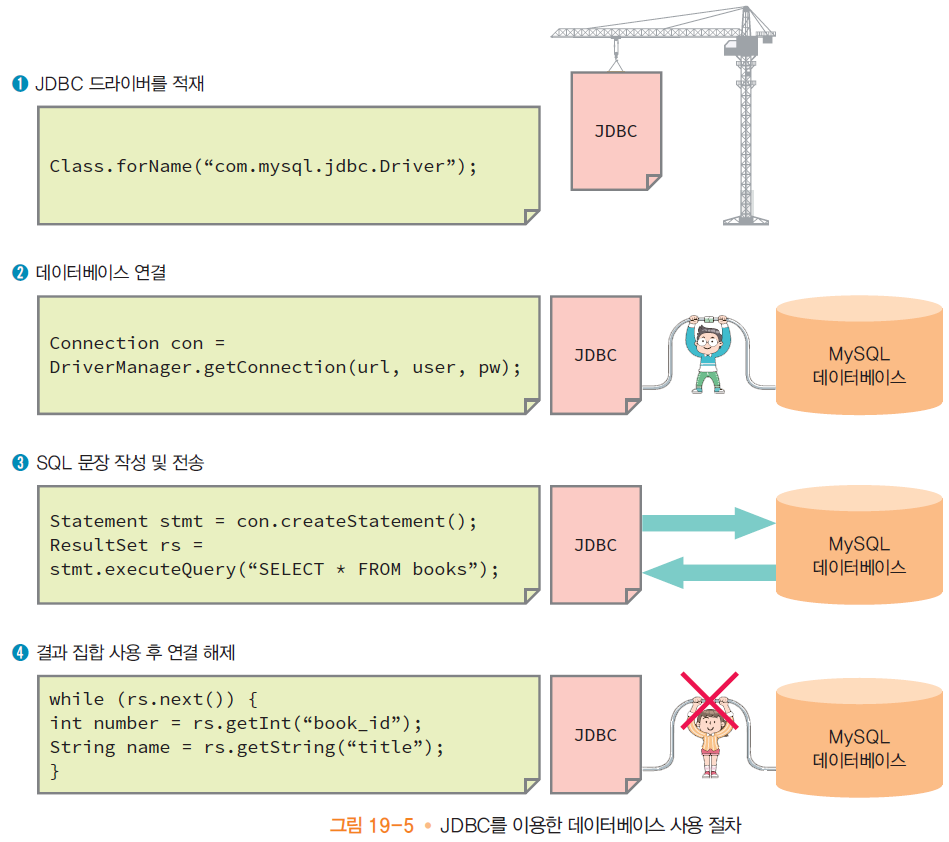 ❶ JDBC 드라이버를 적재
Class.forName(“com.mysql.jdbc.Driver”);
JDBC
❷ 데이터베이스 연결
Connection con =
DriverManager.getConnection(url, user, pw);
JDBC
MySQL
데이터베이스
❸ SQL 문장 작성 및 전송
Statement stmt = con.createStatement();
ResultSet rs =
stmt.executeQuery(“SELECT * FROM books”);
JDBC
MySQL
데이터베이스
❹ 결과 집합 사용 후 연결 해제
while (rs.next()) {
int number = rs.getInt(“book_id”);
String name = rs.getString(“title”);
}
JDBC
MySQL
데이터베이스
그림 19-5 • JDBC를 이용한 데이터베이스 사용 절차